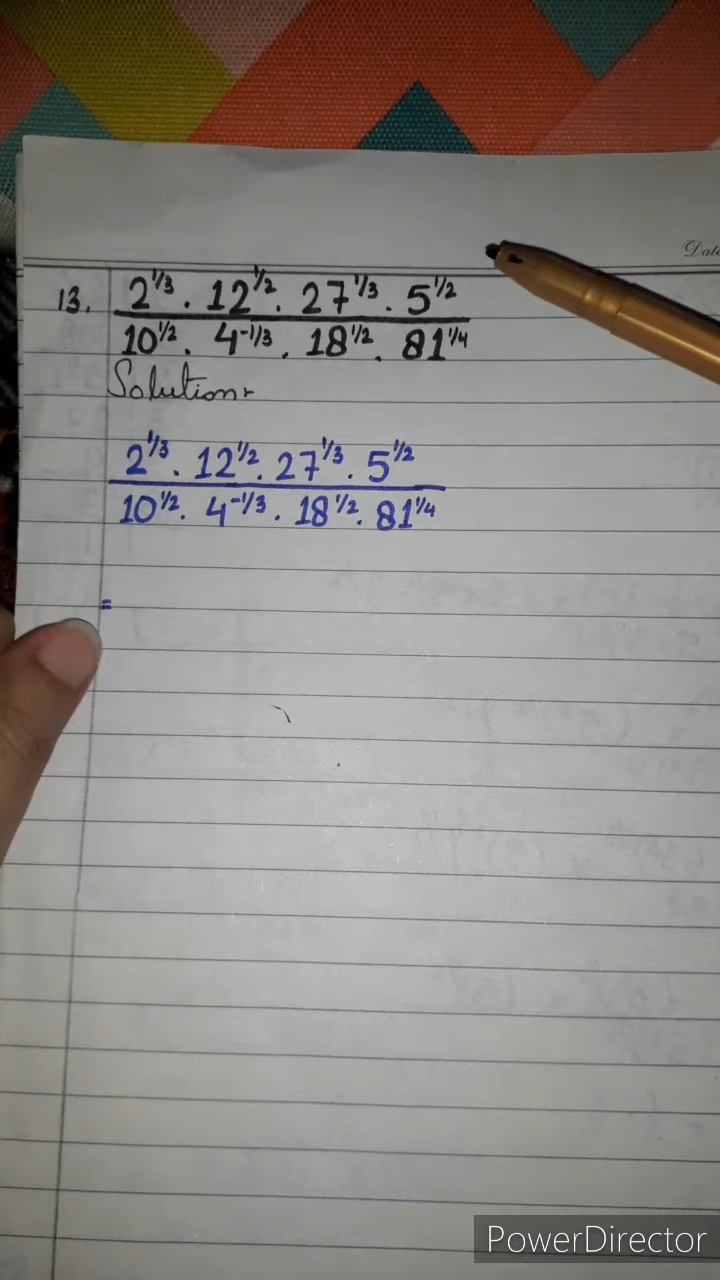 Date
13. 2^1/3 . 12^1/2 . 27^1/3 . 5^1/2
10^1/2 . 4^-1/3 . 18^1/2 . 81^1/4
Solution:-
2^1/3 . 12^1/2 . 27^1/3 . 5^1/2
10^1/2 . 4^-1/3 . 18^1/2 . 81^1/4
=
PowerDirector